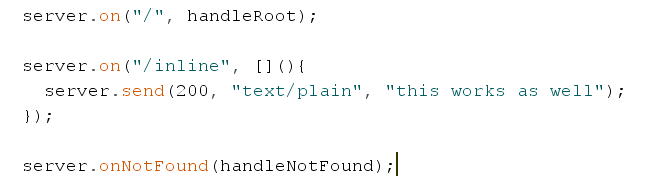 server.on("/", handleRoot);
server.on("/inline", [](){
  server.send(200, "text/plain", "this works as well");
});
server.onNotFound(handleNotFound);